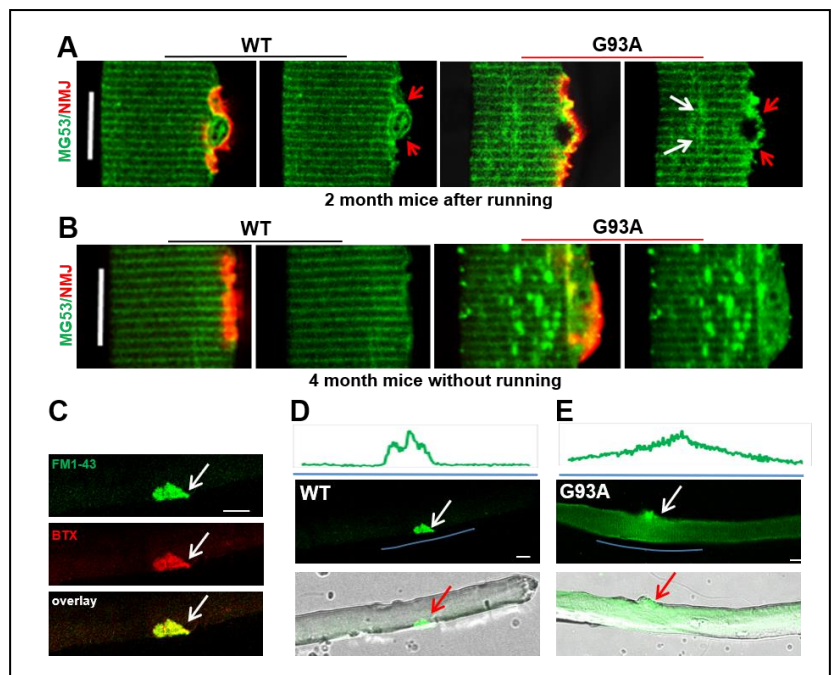 A
WT
G93A
MG53/NMJ
2 month mice after running
B
WT
G93A
MG53/NMJ
4 month mice without running
C
D
E
FM1-43
BTX
overlay
WT
G93A